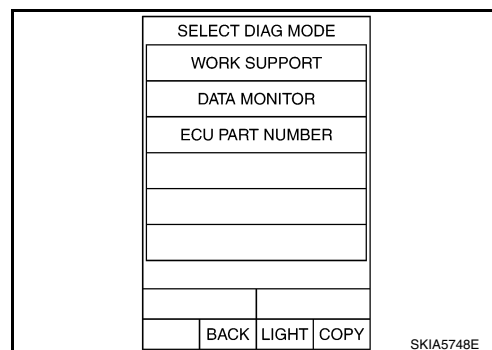 SELECT DIAG MODE
WORK SUPPORT
DATA MONITOR
ECU PART NUMBER
BACK LIGHT COPY
SKIA5748E